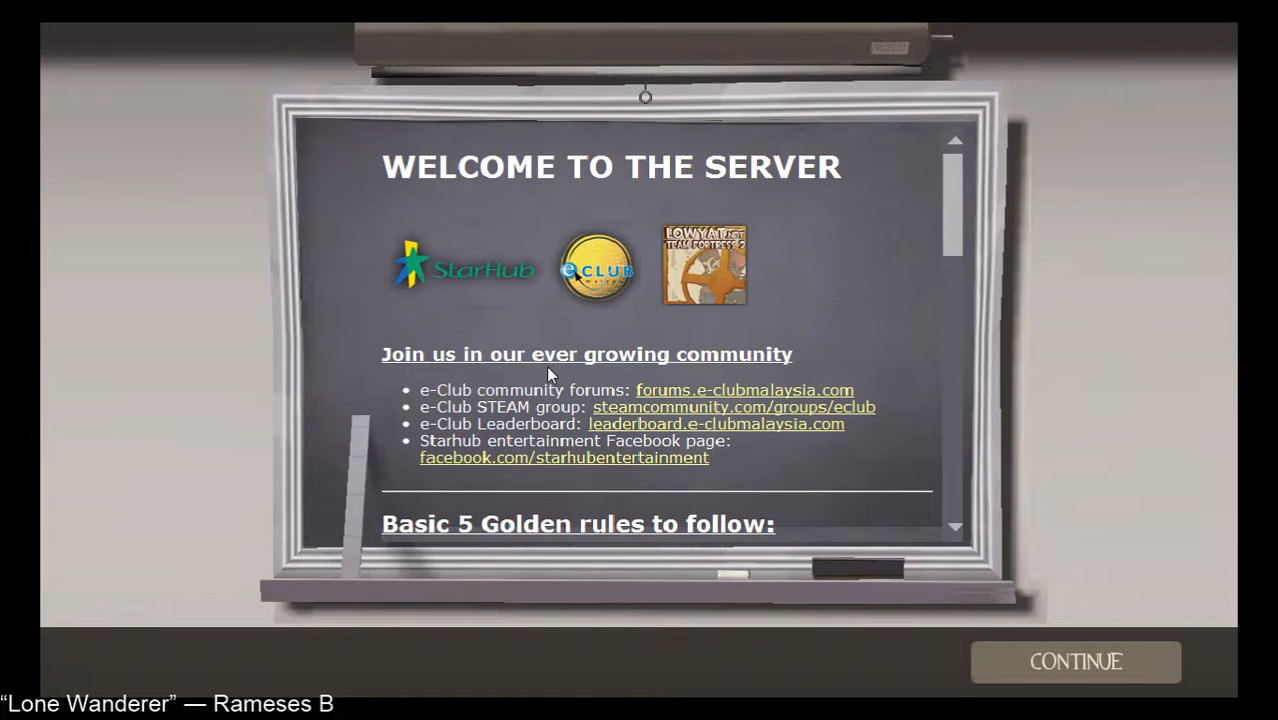 WELCOME TO THE SERVER
StarHub
eCLUB
LOWYAT.NET
TEAM FORTRESS 2
Join us in our ever growing community
• e-Club community forums: forums.e-clubmalaysia.com
• e-Club STEAM group: steamcommunity.com/groups/eclub
• e-Club Leaderboard: leaderboard.e-clubmalaysia.com
• Starhub entertainment Facebook page:
facebook.com/starhubentertainment
Basic 5 Golden rules to follow:
CONTINUE
“Lone Wanderer” — Rameses B